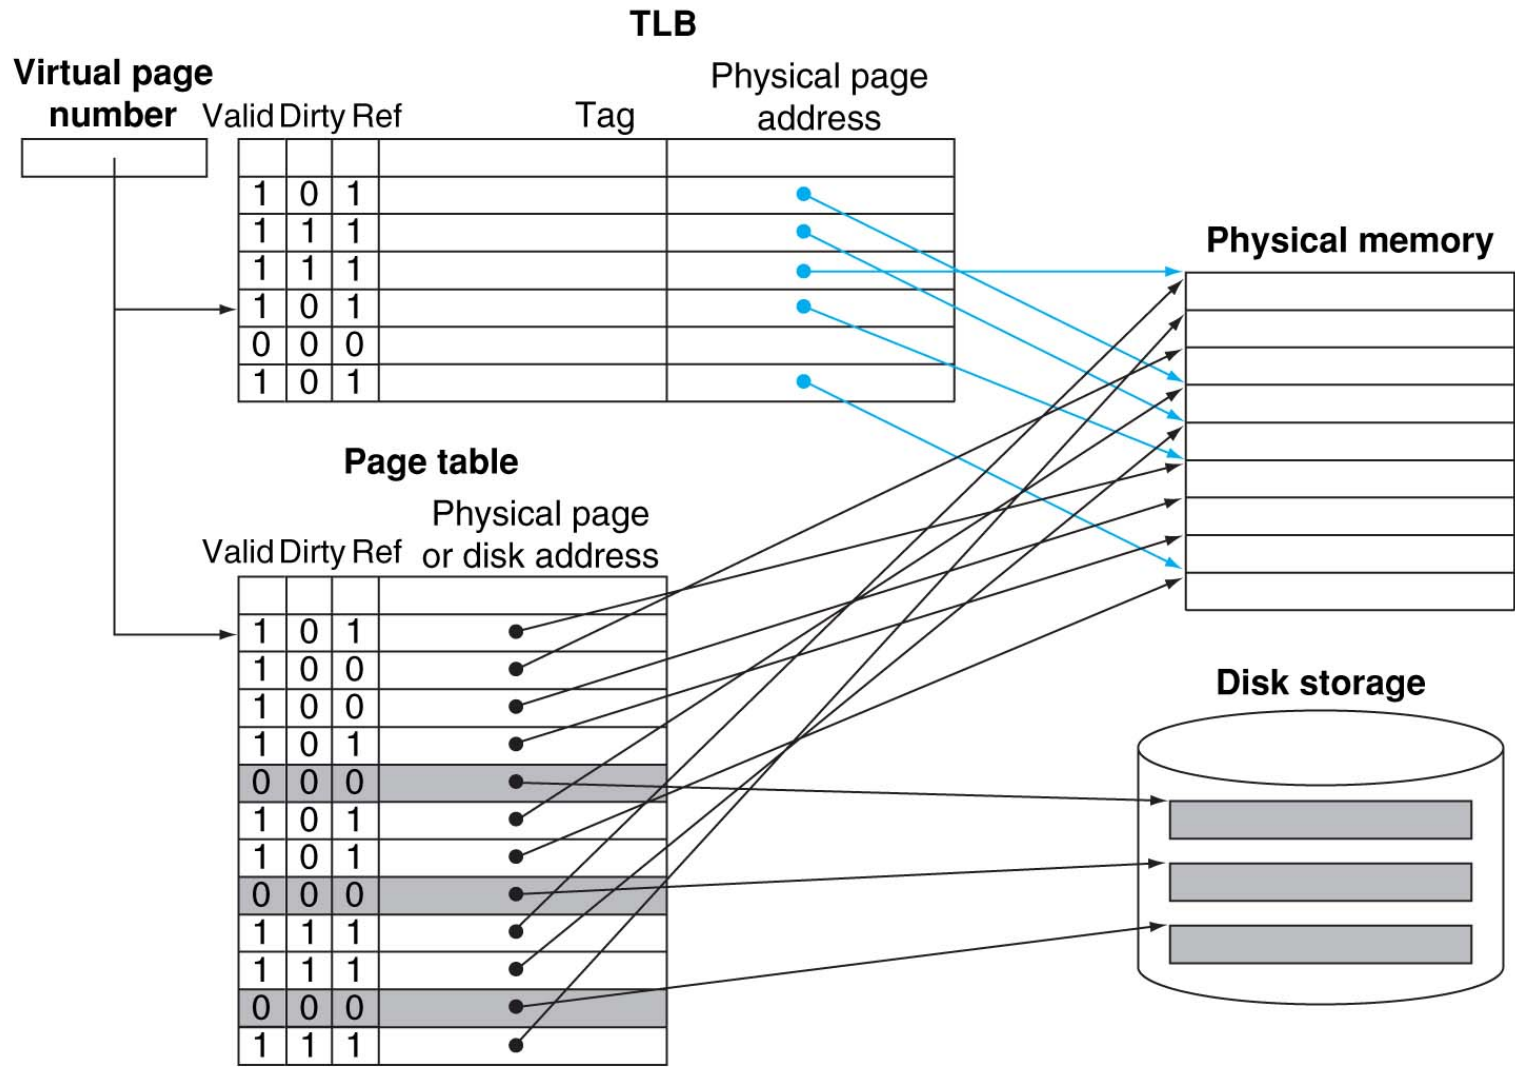 TLB
Virtual page
number
Valid Dirty Ref
Tag
Physical page
address
1 0 1
1 1 1
1 1 1
1 0 1
0 0 0
1 0 1
Physical memory
Page table
Physical page
or disk address
Valid Dirty Ref
1 0 1
1 0 0
1 0 0
1 0 1
0 0 0
1 0 1
1 0 1
0 0 0
1 1 1
1 1 1
0 0 0
1 1 1
Disk storage